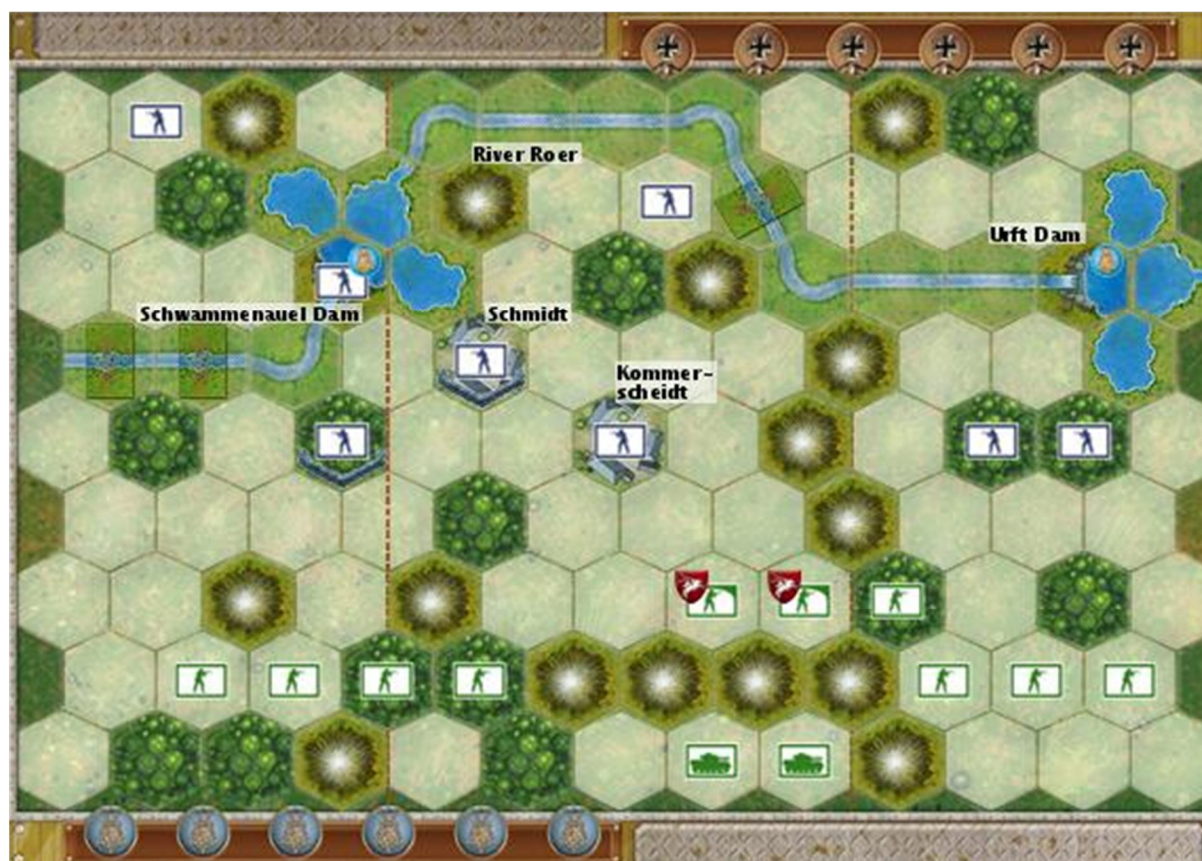 River Roer
Urft Dam
Schwammenauel Dam
Schmidt
Kommer-
scheidt